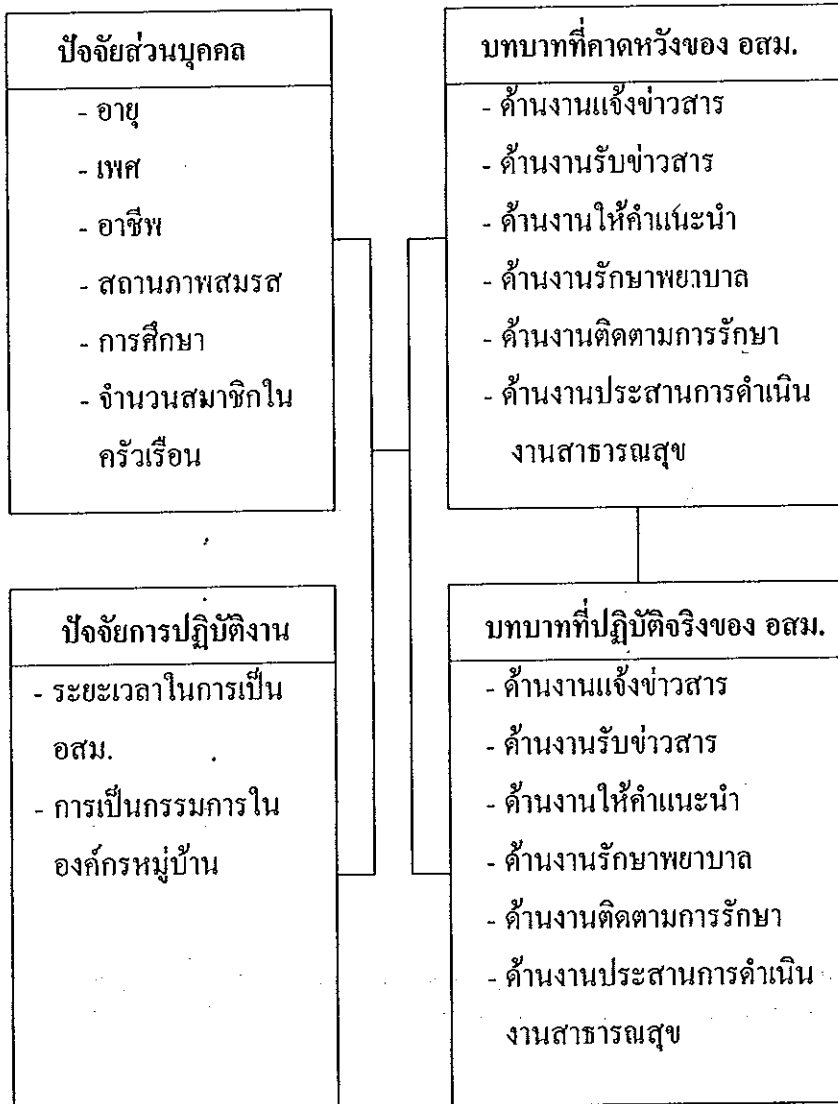 ปัจจัยส่วนบุคคล
- อายุ
- เพศ
- อาชีพ
- สถานภาพสมรส
- การศึกษา
- จำนวนสมาชิกใน
ครัวเรือน
บทบาทที่คาดหวังของ อสม.
- ด้านงานแจ้งข่าวสาร
- ด้านงานรับข่าวสาร
- ด้านงานให้คำแนะนำ
- ด้านงานรักษาพยาบาล
- ด้านงานติดตามการรักษา
- ด้านงานประสานการดำเนิน
งานสาธารณสุข
ปัจจัยการปฏิบัติงาน
- ระยะเวลาในการเป็น
อสม.
- การเป็นกรรมการใน
องค์กรหมู่บ้าน
บทบาทที่ปฏิบัติจริงของ อสม.
- ด้านงานแจ้งข่าวสาร
- ด้านงานรับข่าวสาร
- ด้านงานให้คำแนะนำ
- ด้านงานรักษาพยาบาล
- ด้านงานติดตามการรักษา
- ด้านงานประสานการดำเนิน
งานสาธารณสุข